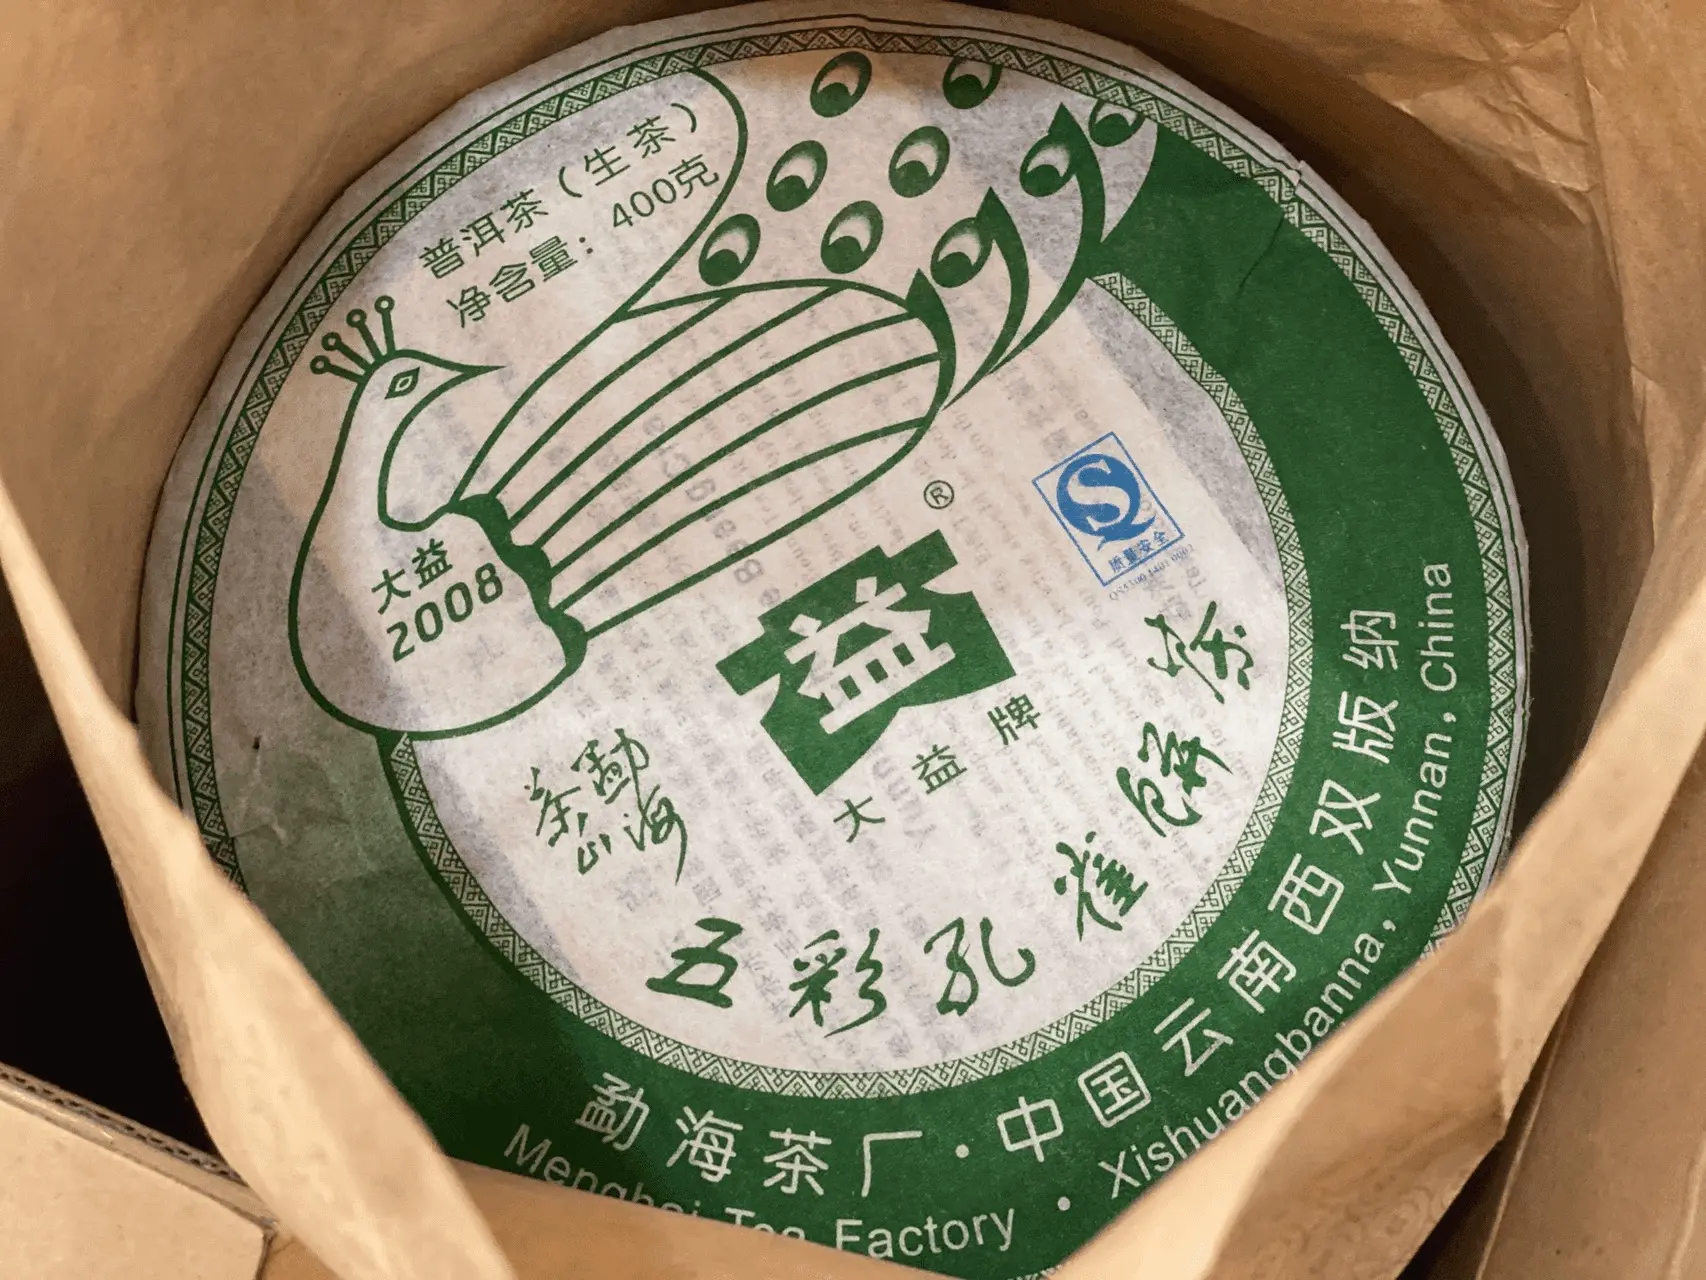 普洱茶（生茶）
净含量：400克
大益
2008
®
益
大益牌
质量安全
勐海
茶山
五彩孔雀饼茶
勐海茶厂·中国云南西双版纳
Menghai Tea Factory · Xishuangbanna, Yunnan, China